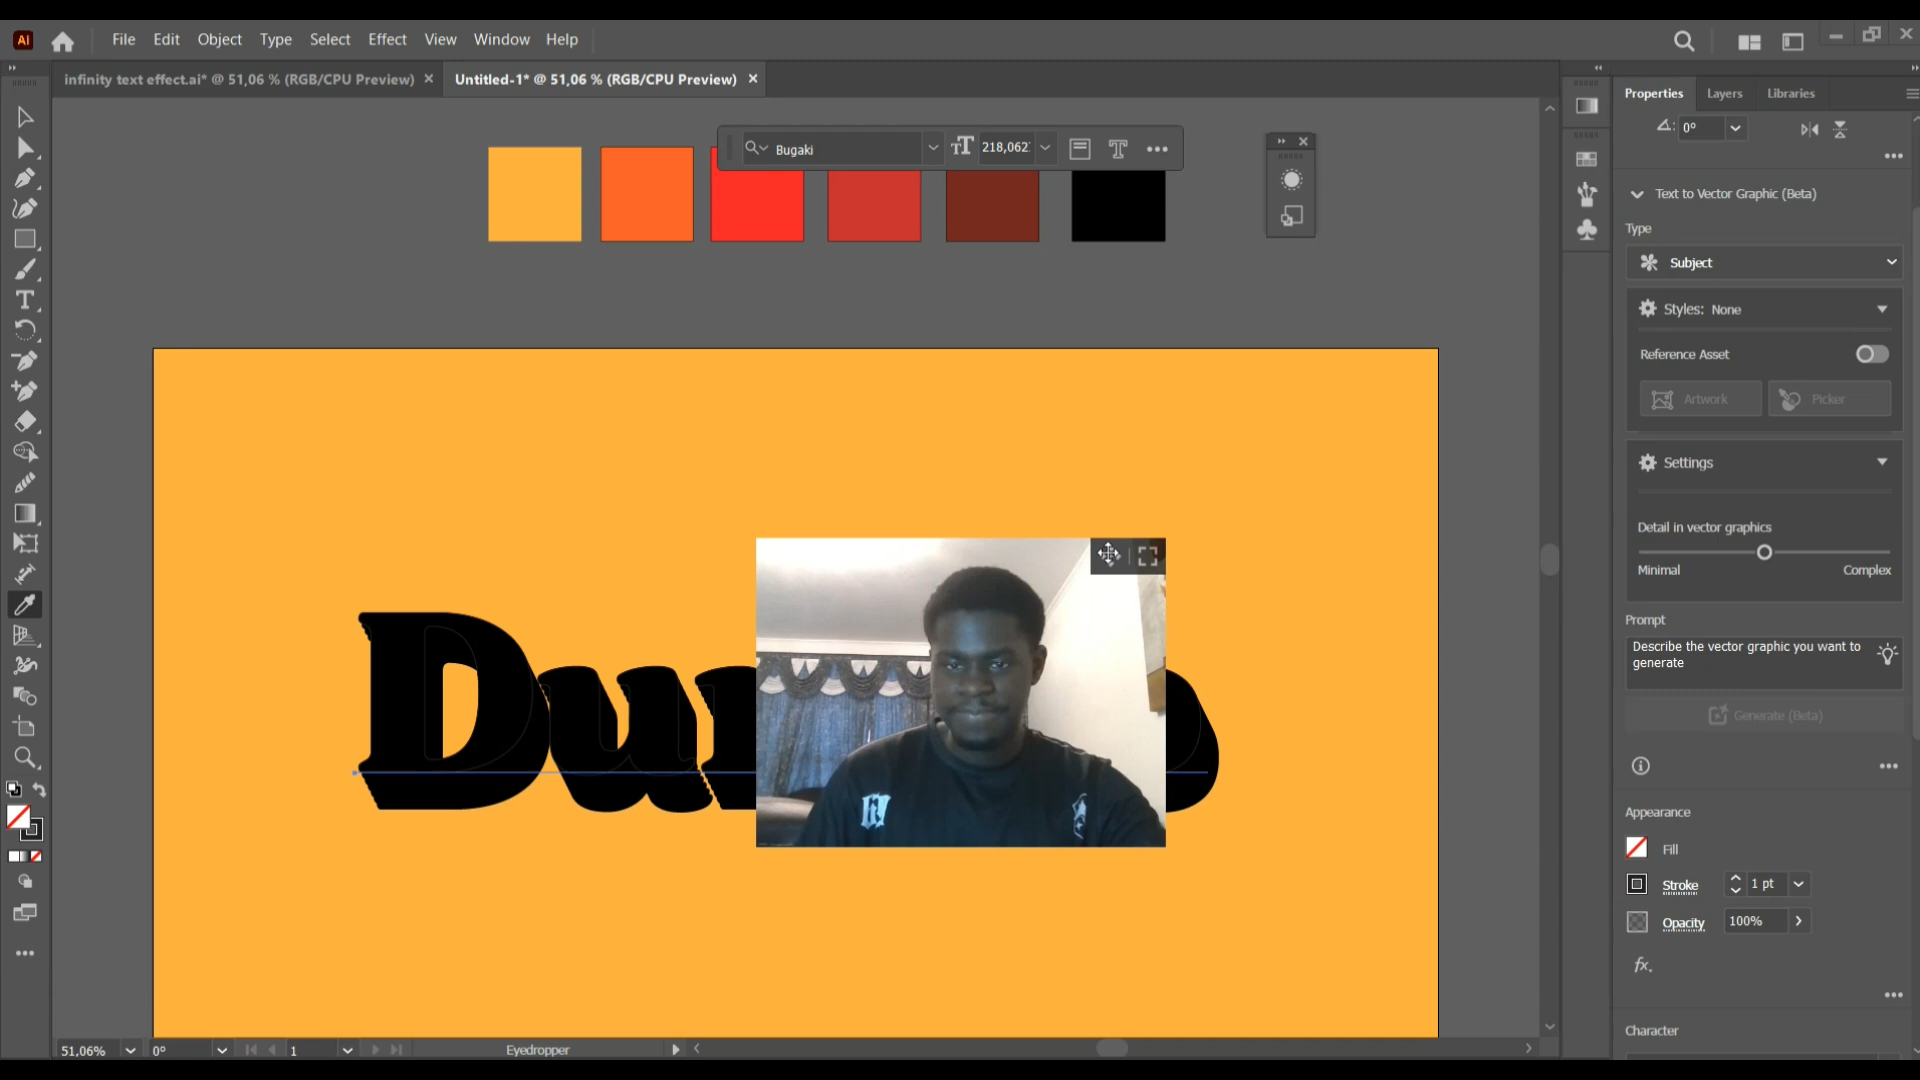 Ai File Edit Object Type Select Effect View Window Help
infinity text effect.ai* @ 51,06 % (RGB/CPU Preview) Untitled-1* @ 51,06 % (RGB/CPU Preview)
Properties Layers Libraries
Bugaki 218,062
0°
Text to Vector Graphic (Beta)
Type
Subject
Styles: None
Reference Asset
Artwork Picker
Settings
Detail in vector graphics
Minimal Complex
Prompt
Describe the vector graphic you want to
generate
Generate (Beta)
Appearance
Fill
Stroke 1 pt
Opacity 100%
fx.
Character
51,06% 0° 1 Eyedropper